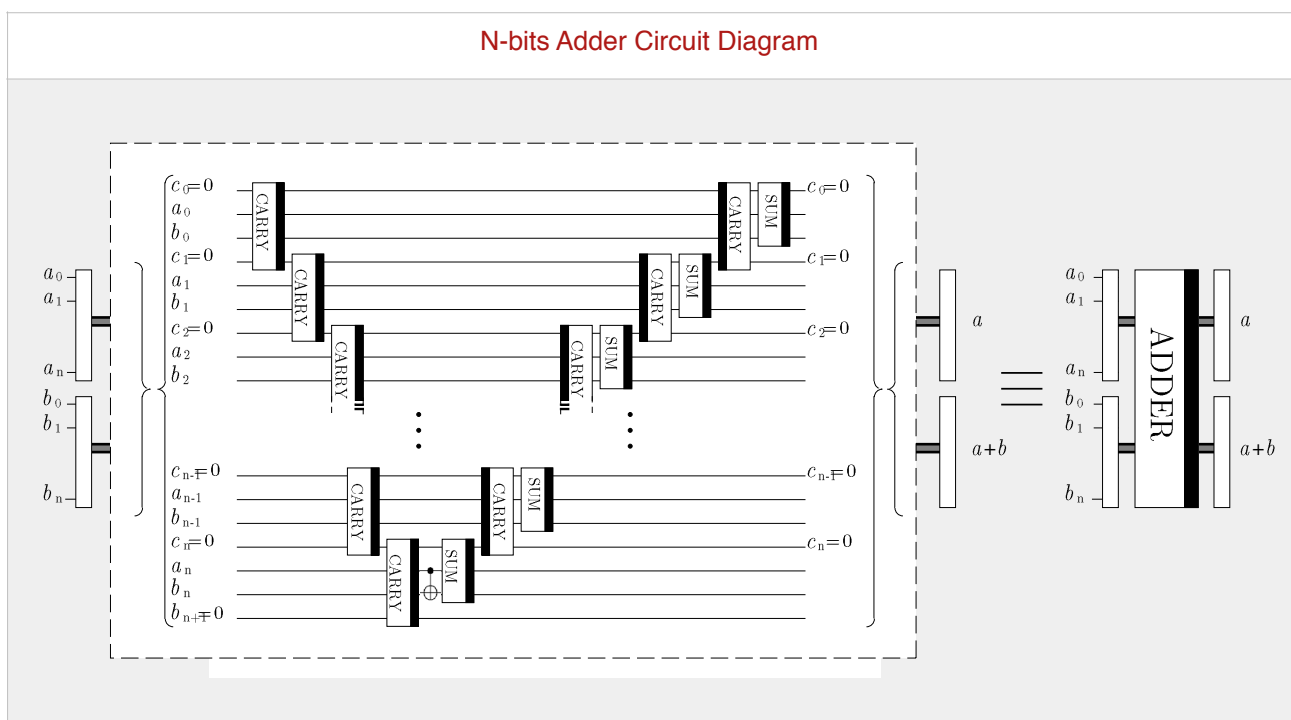 N-bits Adder Circuit Diagram
c₀=0 CARRY CARRY SUM c₀=0
a₀
b₀
c₁=0 CARRY CARRY SUM c₁=0
a₁
b₁
c₂=0 CARRY CARRY SUM c₂=0
a₂
b₂
cₙ₋₁=0 CARRY CARRY SUM cₙ₋₁=0
aₙ₋₁
bₙ₋₁
cₙ=0 CARRY SUM cₙ=0
aₙ
bₙ
bₙ₊₁=0
a₀
a₁
aₙ
b₀
b₁
bₙ
a
a+b
a₀
a₁
aₙ
b₀
b₁
bₙ
ADDER
a
a+b